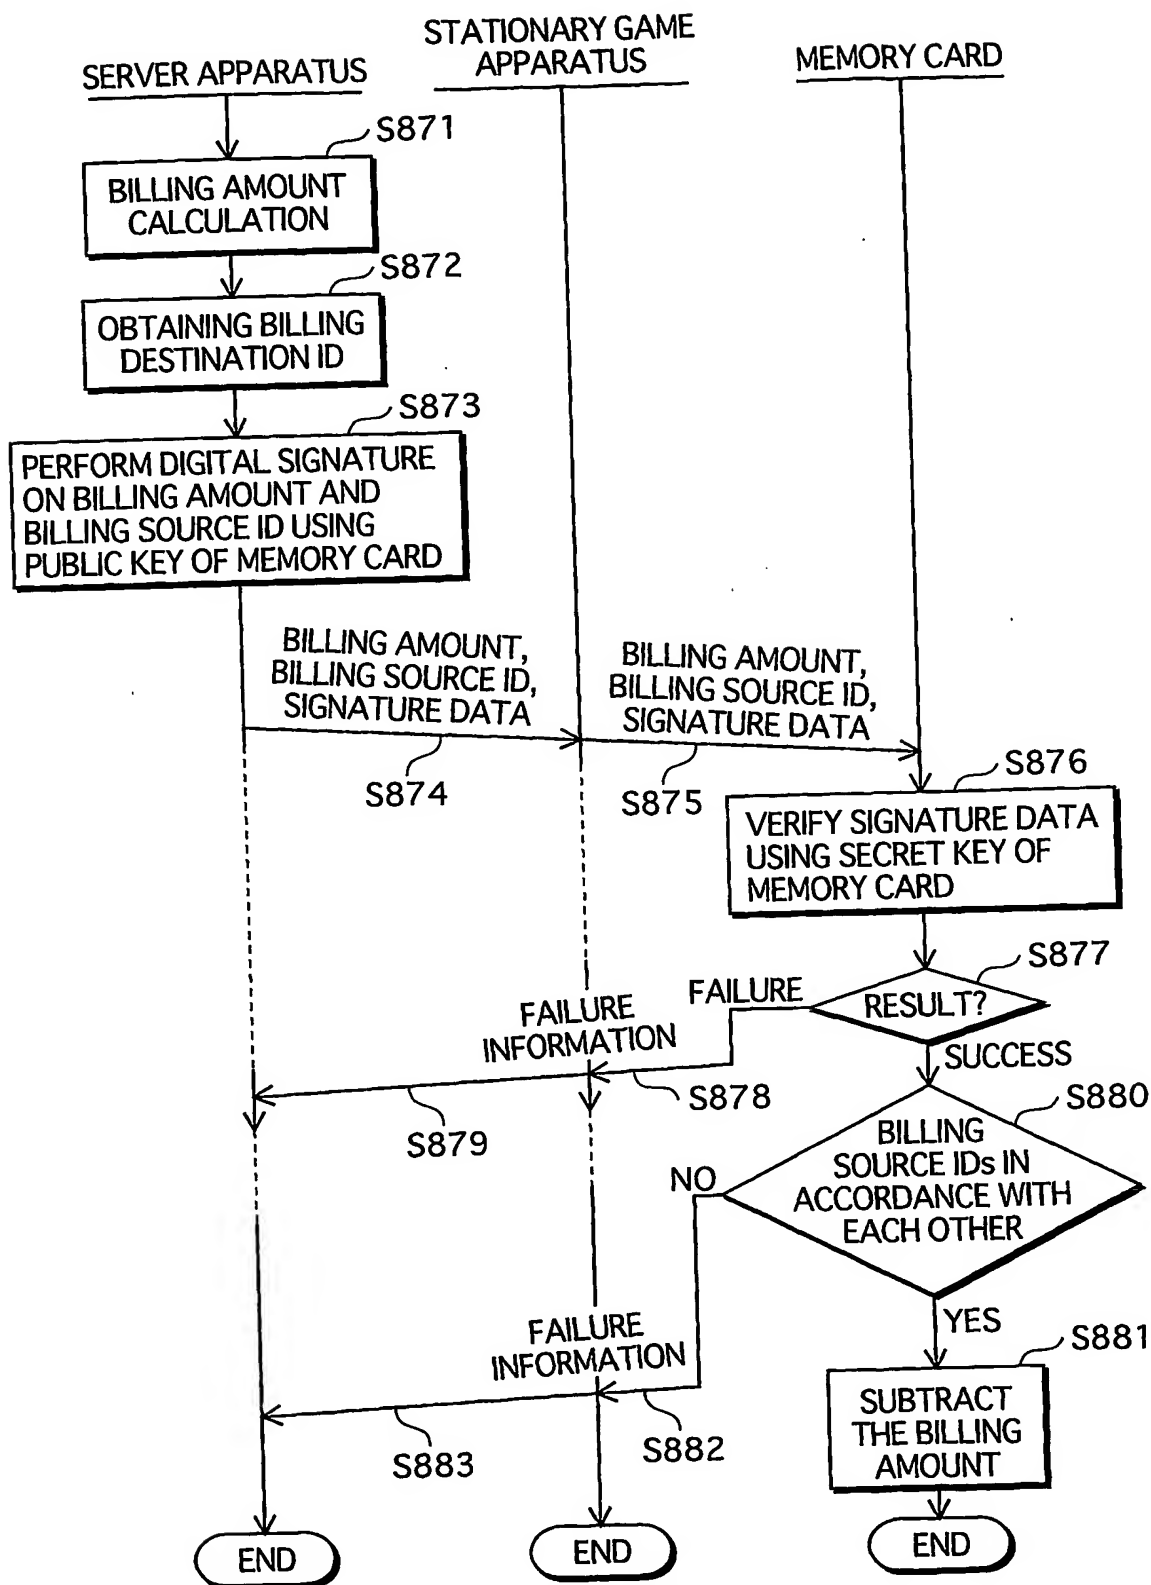 SERVER APPARATUS
STATIONARY GAME
APPARATUS
MEMORY CARD
S871
BILLING AMOUNT
CALCULATION
S872
OBTAINING BILLING
DESTINATION ID
S873
PERFORM DIGITAL SIGNATURE
ON BILLING AMOUNT AND
BILLING SOURCE ID USING
PUBLIC KEY OF MEMORY CARD
BILLING AMOUNT,
BILLING SOURCE ID,
SIGNATURE DATA
S874
BILLING AMOUNT,
BILLING SOURCE ID,
SIGNATURE DATA
S875
S876
VERIFY SIGNATURE DATA
USING SECRET KEY OF
MEMORY CARD
S877
RESULT?
FAILURE
SUCCESS
FAILURE
INFORMATION
S878
S879
S880
BILLING
SOURCE IDs IN
ACCORDANCE WITH
EACH OTHER
NO
YES
FAILURE
INFORMATION
S882
S883
S881
SUBTRACT
THE BILLING
AMOUNT
END
END
END